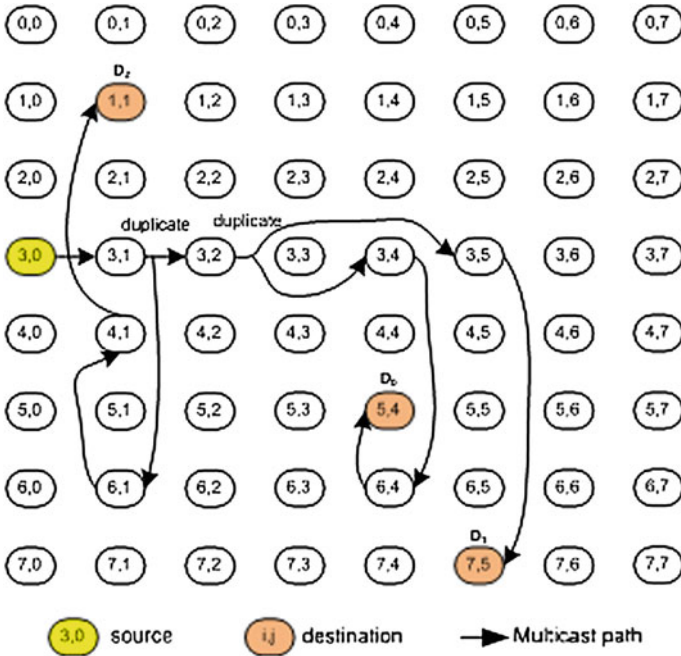 0,0 0,1 0,2 0,3 0,4 0,5 0,6 0,7
D₂
1,0 1,1 1,2 1,3 1,4 1,5 1,6 1,7
2,0 2,1 2,2 2,3 2,4 2,5 2,6 2,7
duplicate duplicate
3,0 3,1 3,2 3,3 3,4 3,5 3,6 3,7
4,0 4,1 4,2 4,3 4,4 4,5 4,6 4,7
D₀
5,0 5,1 5,2 5,3 5,4 5,5 5,6 5,7
6,0 6,1 6,2 6,3 6,4 6,5 6,6 6,7
D₁
7,0 7,1 7,2 7,3 7,4 7,5 7,6 7,7
3,0 source i,j destination Multicast path